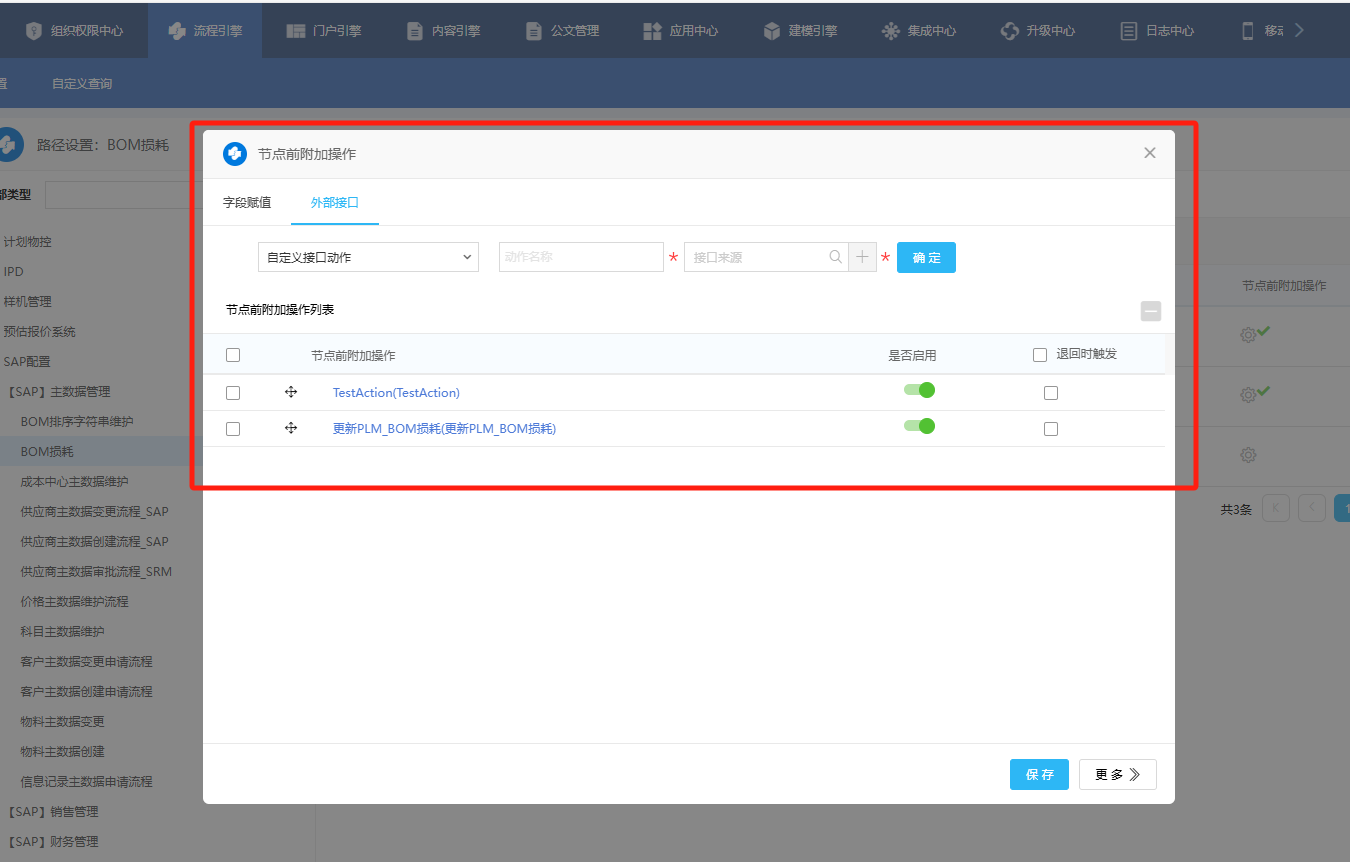 组织权限中心 流程引擎 门户引擎 内容引擎 公文管理 应用中心 建模引擎 集成中心 升级中心 日志中心 移动
置 自定义查询
路径设置：BOM损耗
部类型
计划物控
IPD
样机管理
预估报价系统
SAP配置
【SAP】主数据管理
BOM排序字符串维护
BOM损耗
成本中心主数据维护
供应商主数据变更流程_SAP
供应商主数据创建流程_SAP
供应商主数据审批流程_SRM
价格主数据维护流程
科目主数据维护
客户主数据变更申请流程
客户主数据创建申请流程
物料主数据变更
物料主数据创建
信息记录主数据申请流程
【SAP】销售管理
【SAP】财务管理
节点前附加操作
字段赋值 外部接口
自定义接口动作 动作名称 * 接口来源 * 确定
节点前附加操作列表
节点前附加操作 是否启用 退回时触发
TestAction(TestAction)
更新PLM_BOM损耗(更新PLM_BOM损耗)
保存 更多
节点前附加操作
共3条